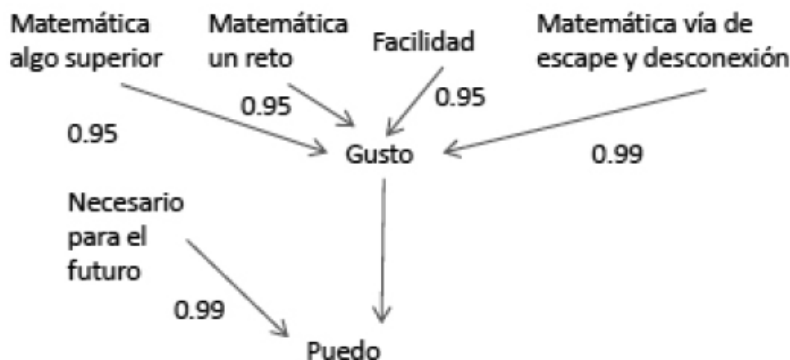 Matemática
algo superior
Matemática
un reto
Facilidad
Matemática vía de
escape y desconexión
0.95
0.95
0.95
0.99
Gusto
Necesario
para el
futuro
0.99
Puedo